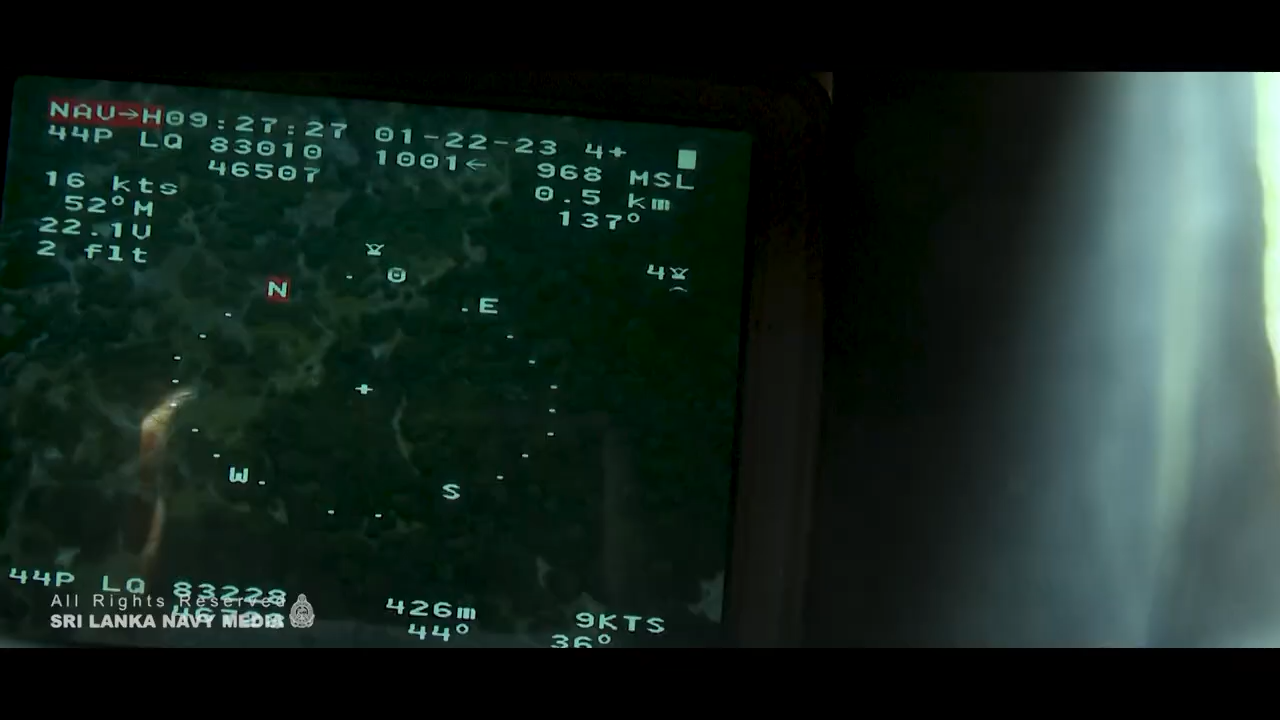 NAV→H09:27:27 01-22-23 4+
44P LQ 83010 1001← 968 MSL
46507 0.5 km
16 kts 137°
52°M
22.1V
2 flt
4
N
E
W
S
44P LQ 83228 426m 9KTS
44° 36°
All Rights Reserved
SRI LANKA NAVY MEDIA